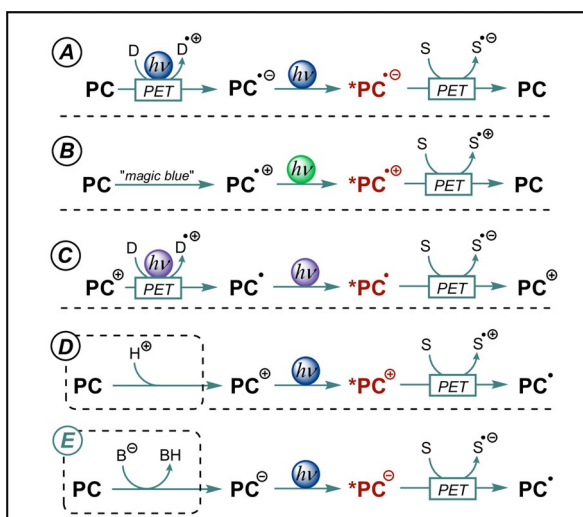 A D hν D•⊕ hν S S•⊖
PC PET PC•⊖ *PC•⊖ PET PC
B "magic blue" hν S S•⊕
PC PC•⊕ *PC•⊕ PET PC
C D hν D•⊕ hν S S•⊖
PC⊕ PET PC• *PC• PET PC⊕
D H⊕ hν S S•⊕
PC PC⊕ *PC⊕ PET PC•
E B⊖ BH hν S S•⊖
PC PC⊖ *PC⊖ PET PC•